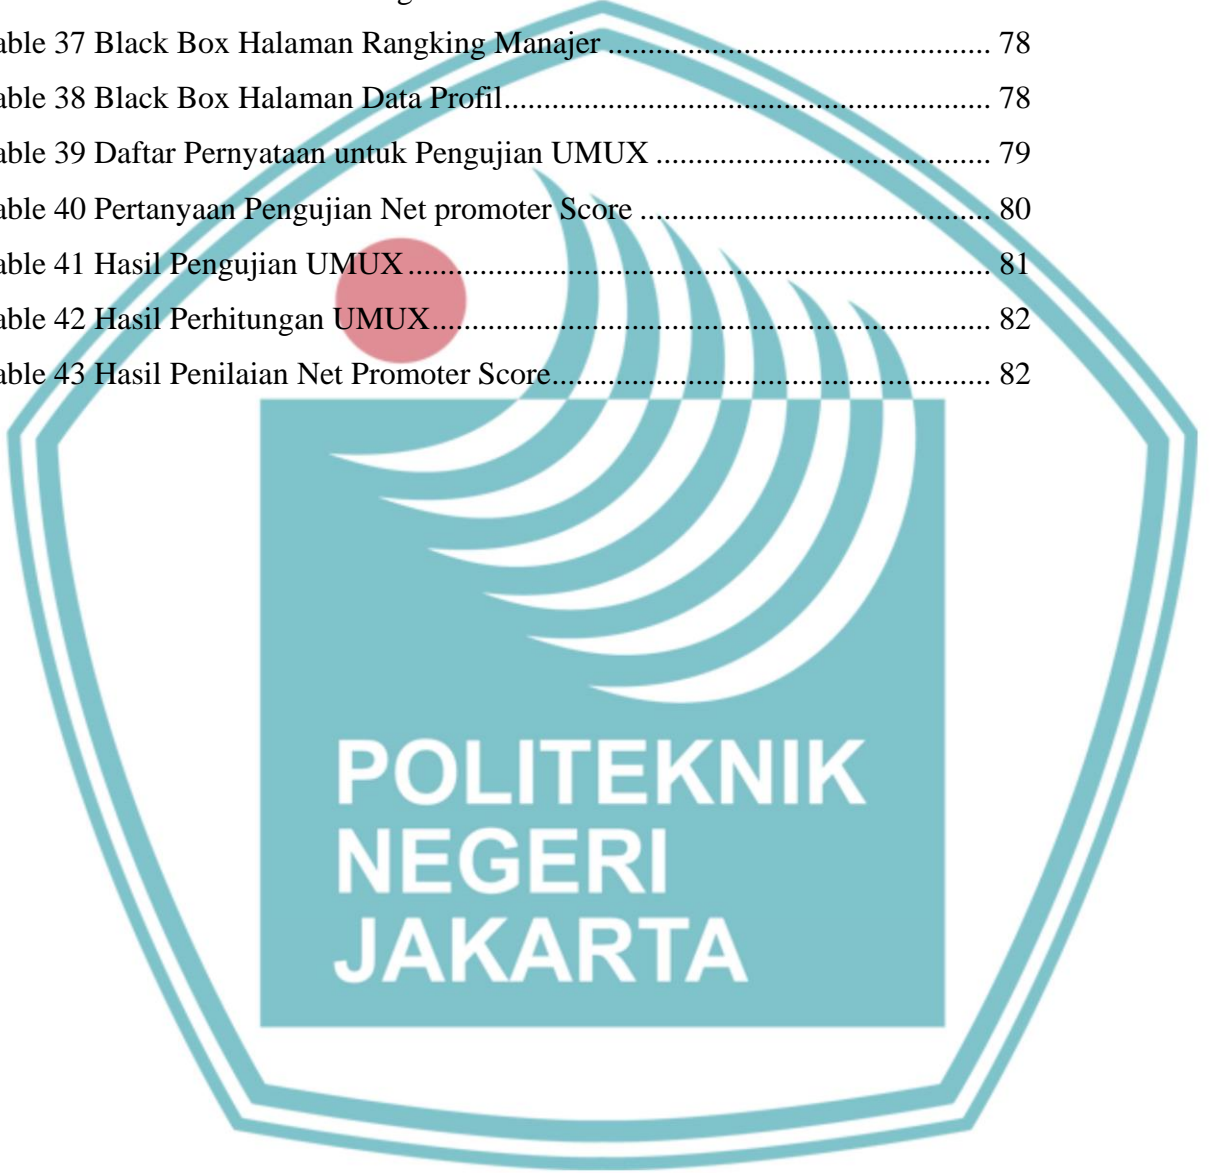 able 37 Black Box Halaman Rangking Manajer ............................................... 78
able 38 Black Box Halaman Data Profil............................................................ 78
able 39 Daftar Pernyataan untuk Pengujian UMUX ......................................... 79
able 40 Pertanyaan Pengujian Net promoter Score ........................................... 80
able 41 Hasil Pengujian UMUX....................................................................... 81
able 42 Hasil Perhitungan UMUX.................................................................... 82
able 43 Hasil Penilaian Net Promoter Score...................................................... 82
POLITEKNIK
NEGERI
JAKARTA